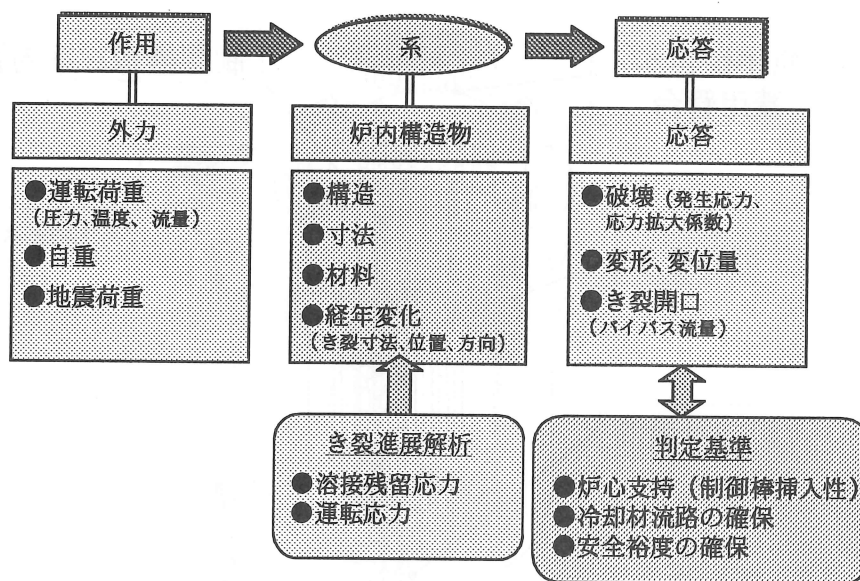 作用
系
応答
外力
●運転荷重
(圧力、温度、流量)
●自重
●地震荷重
炉内構造物
●構造
●寸法
●材料
●経年変化
(き裂寸法、位置、方向)
応答
●破壊(発生応力、
応力拡大係数)
●変形、変位量
●き裂開口
(バイパス流量)
き裂進展解析
●溶接残留応力
●運転応力
判定基準
●炉心支持(制御棒挿入性)
●冷却材流路の確保
●安全裕度の確保